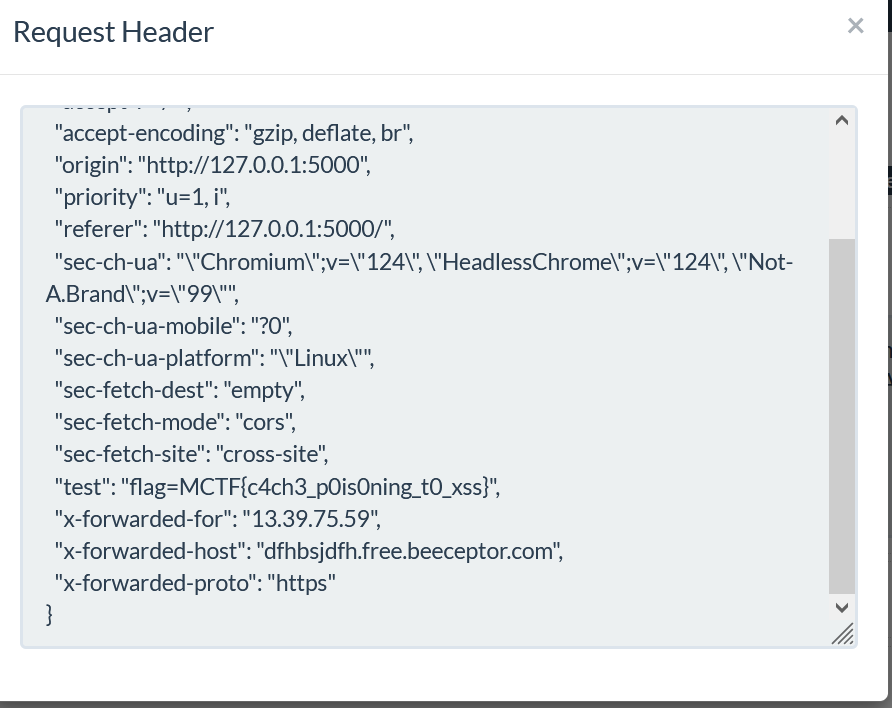 Request Header
×
"accept-encoding": "gzip, deflate, br",
"origin": "http://127.0.0.1:5000",
"priority": "u=1, i",
"referer": "http://127.0.0.1:5000/",
"sec-ch-ua": "\"Chromium\";v=\"124\", \"HeadlessChrome\";v=\"124\", \"Not-
A.Brand\";v=\"99\"",
"sec-ch-ua-mobile": "?0",
"sec-ch-ua-platform": "\"Linux\"",
"sec-fetch-dest": "empty",
"sec-fetch-mode": "cors",
"sec-fetch-site": "cross-site",
"test": "flag=MCTF{c4ch3_p0is0ning_t0_xss}",
"x-forwarded-for": "13.39.75.59",
"x-forwarded-host": "dfhbsjdfh.free.beeceptor.com",
"x-forwarded-proto": "https"
}